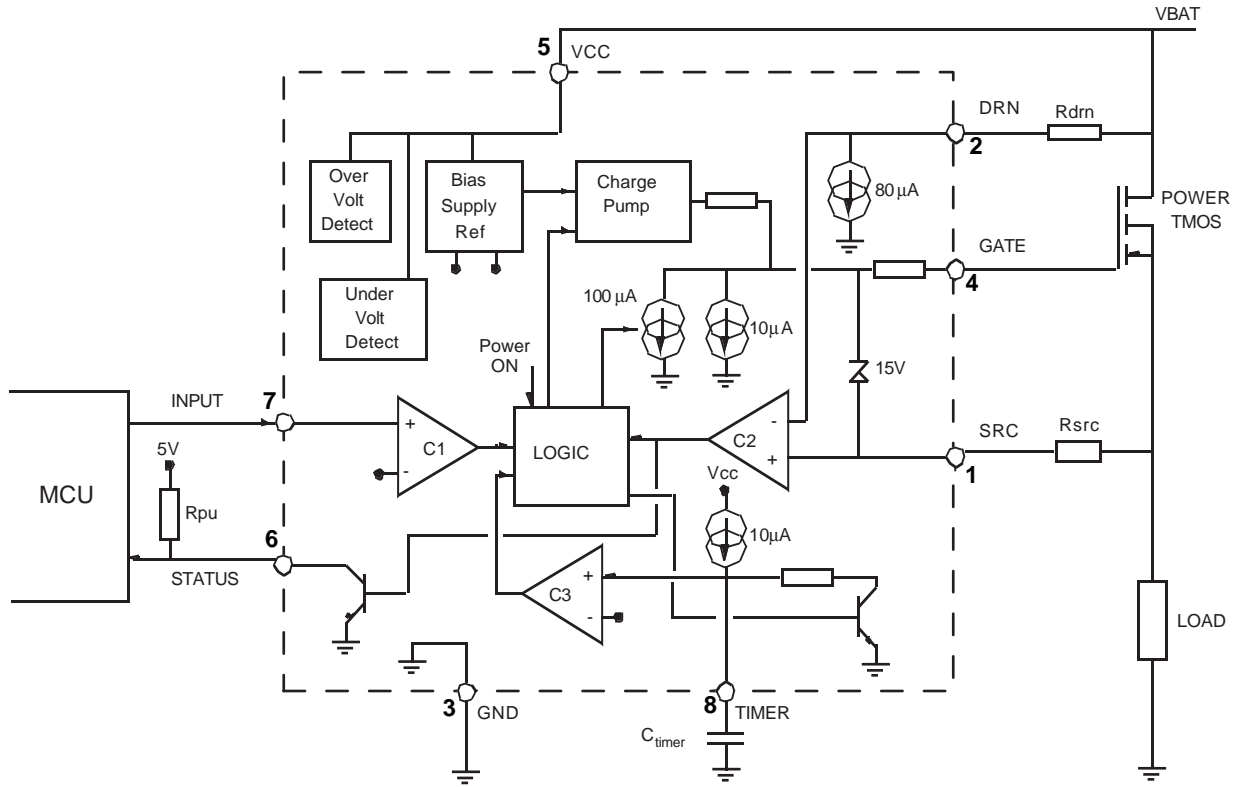 VBAT
5
VCC
DRN
Rdrn
2
Over
Volt
Detect
Bias
Supply
Ref
Charge
Pump
80 µA
POWER
TMOS
GATE
4
Under
Volt
Detect
100 µA
10µA
Power
ON
15V
INPUT
7
+
C1
-
LOGIC
-
C2
+
SRC
Rsrc
1
5V
MCU
Rpu
Vcc
10µA
6
STATUS
+
C3
-
LOAD
3
GND
8
TIMER
Ctimer